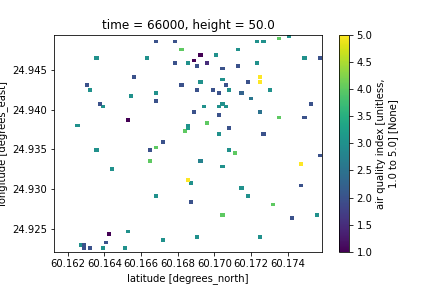 time = 66000, height = 50.0
24.945
24.940
24.935
24.930
24.925
longitude [degrees_east]
60.162 60.164 60.166 60.168 60.170 60.172 60.174
latitude [degrees_north]
5.0
4.5
4.0
3.5
3.0
2.5
2.0
1.5
1.0
air quality index [unitless,
1.0 to 5.0] [None]